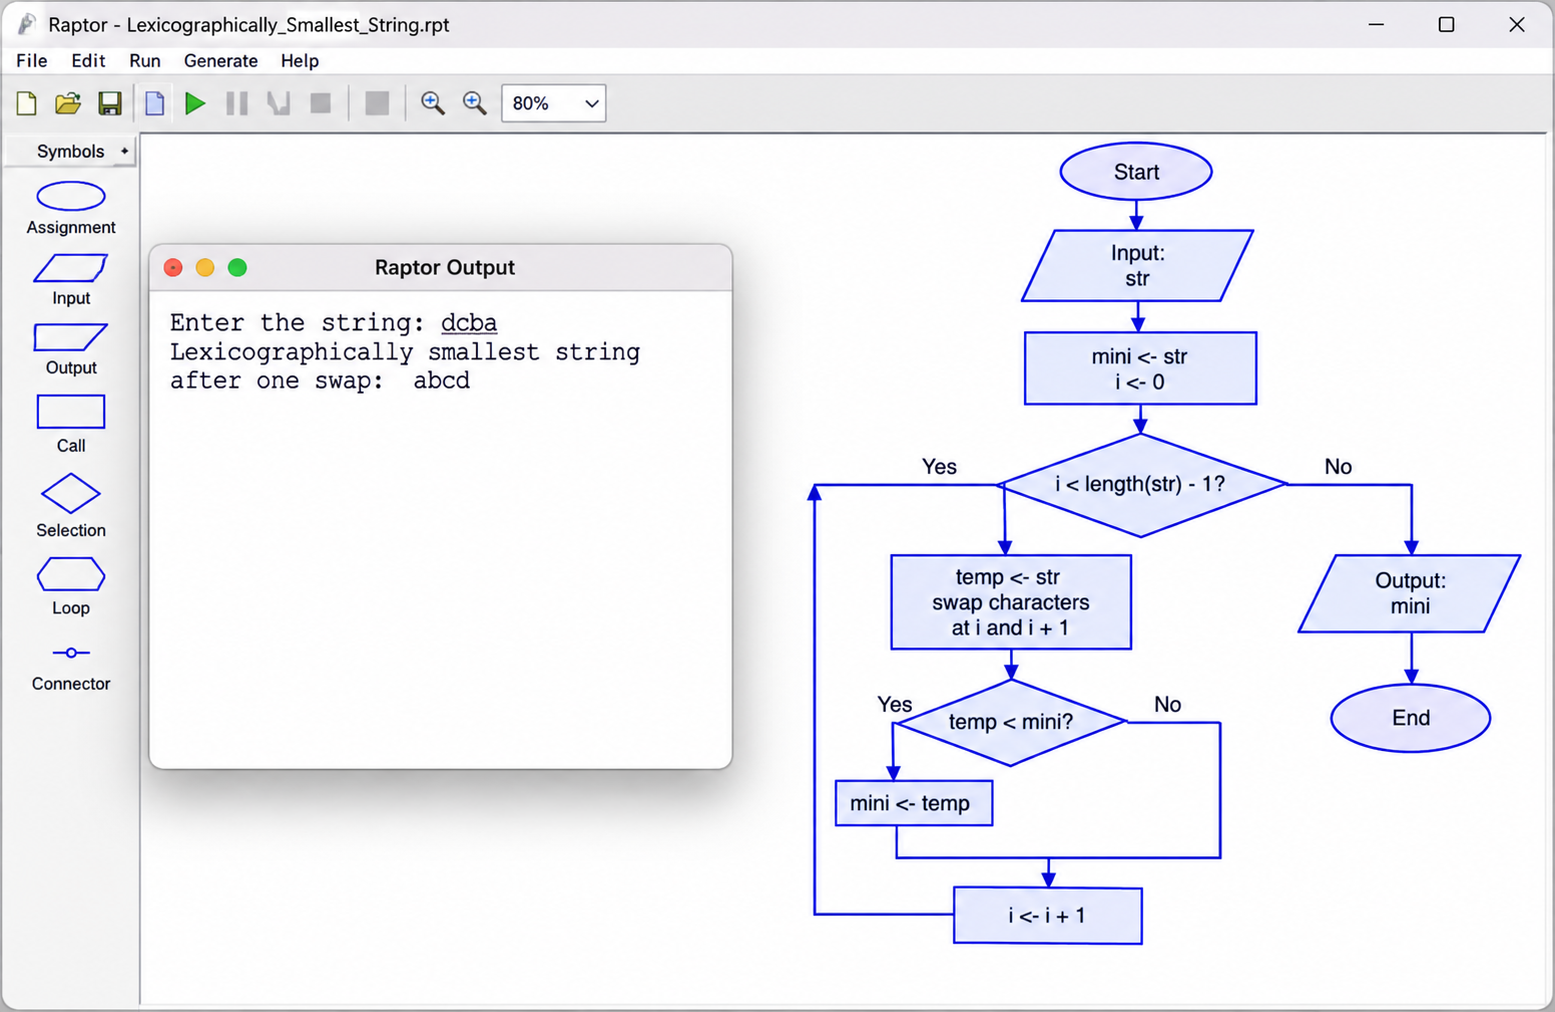 Raptor - Lexicographically_Smallest_String.rpt
File Edit Run Generate Help
80%
Symbols
Assignment
Input
Output
Call
Selection
Loop
Connector
Raptor Output
Enter the string: dcba
Lexicographically smallest string
after one swap: abcd
Start
Input:
str
mini <- str
i <- 0
Yes
i < length(str) - 1?
No
temp <- str
swap characters
at i and i + 1
Output:
mini
Yes
temp < mini?
No
End
mini <- temp
i <- i + 1